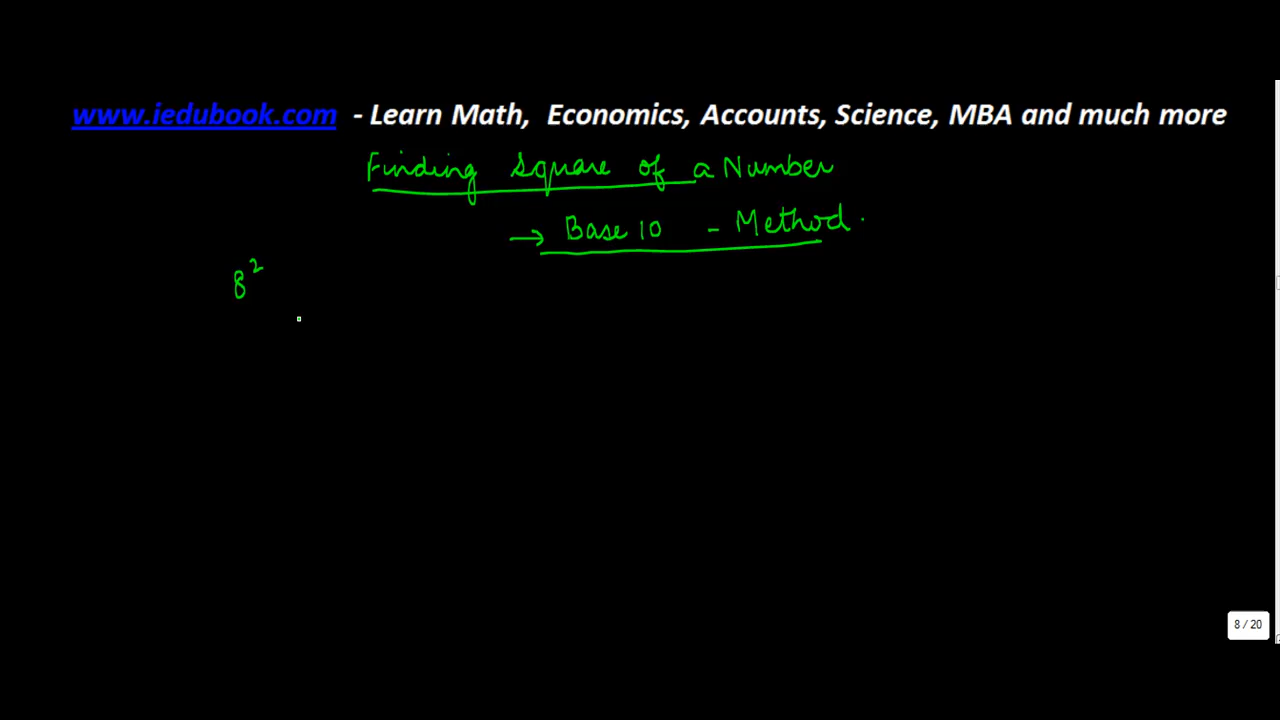 www.iedubook.com - Learn Math, Economics, Accounts, Science, MBA and much more
Finding Square of a Number
→ Base 10 - Method.
8²
8 / 20